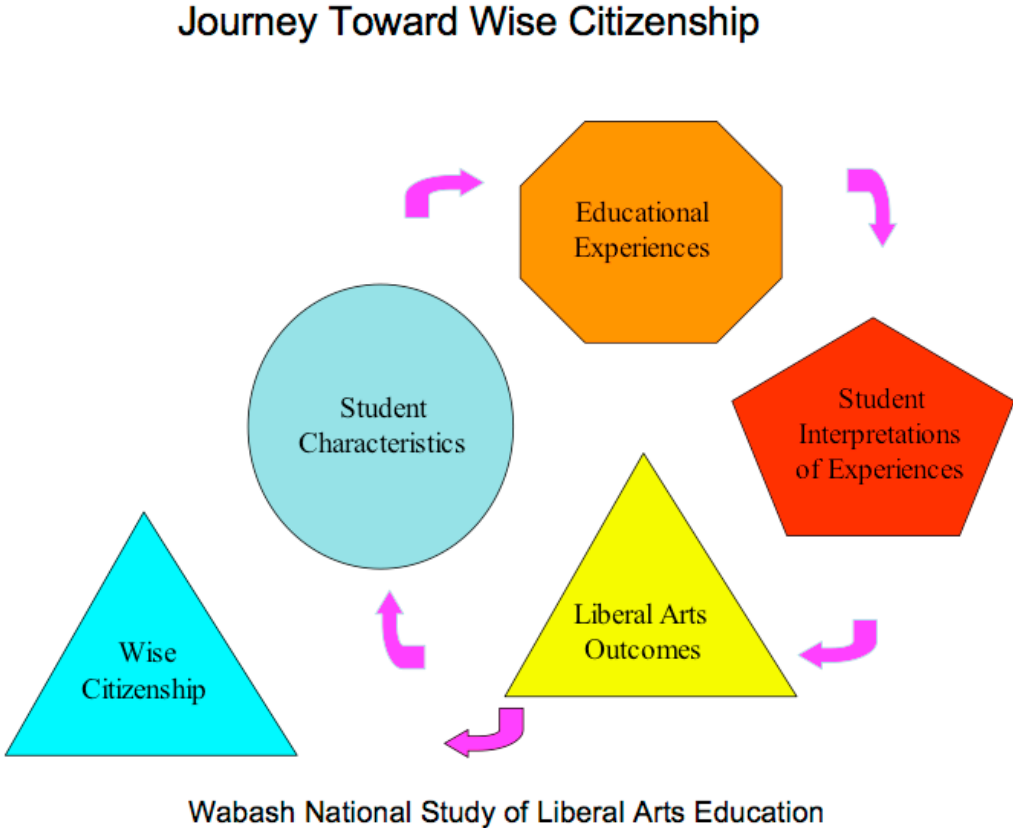 Journey Toward Wise Citizenship
Educational
Experiences
Student
Characteristics
Student
Interpretations
of Experiences
Liberal Arts
Outcomes
Wise
Citizenship
Wabash National Study of Liberal Arts Education